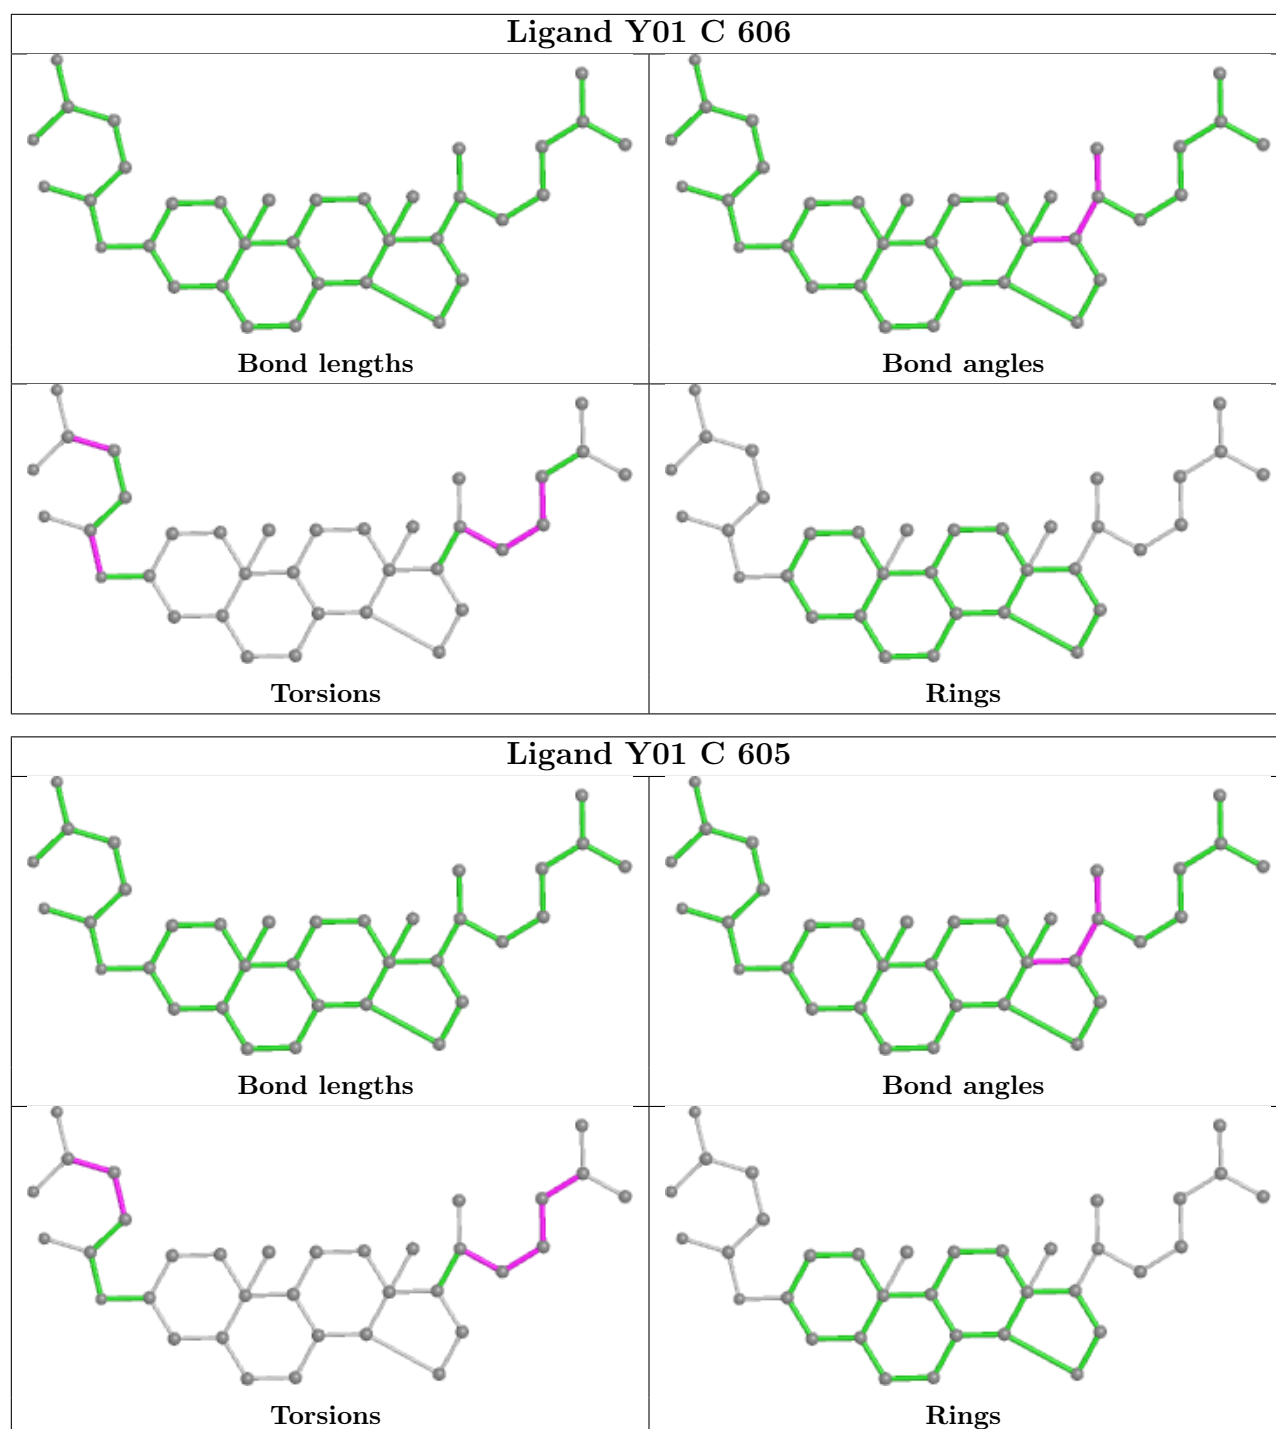 Ligand Y01 C 606
Bond lengths
Bond angles
Torsions
Rings
Ligand Y01 C 605
Bond lengths
Bond angles
Torsions
Rings